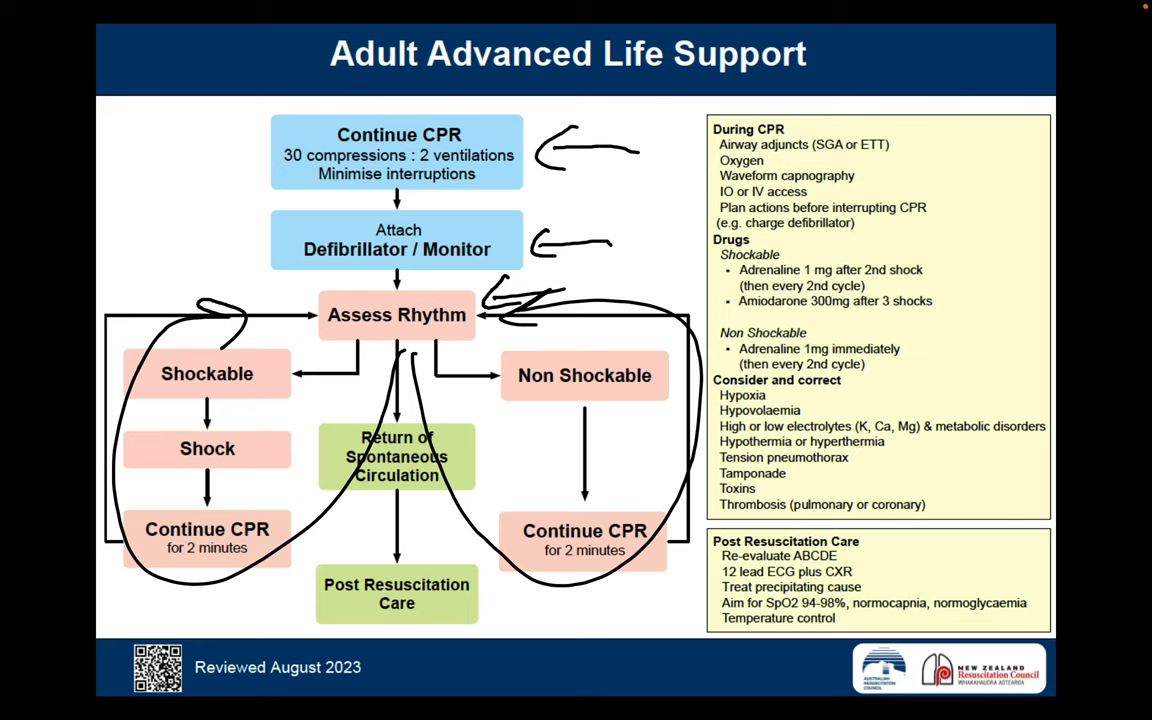 Adult Advanced Life Support
Continue CPR
30 compressions : 2 ventilations
Minimise interruptions
Attach
Defibrillator / Monitor
Assess Rhythm
Shockable
Shock
Continue CPR
for 2 minutes
Return of
Spontaneous
Circulation
Post Resuscitation
Care
Non Shockable
Continue CPR
for 2 minutes
During CPR
Airway adjuncts (SGA or ETT)
Oxygen
Waveform capnography
IO or IV access
Plan actions before interrupting CPR
(e.g. charge defibrillator)
Drugs
Shockable
• Adrenaline 1 mg after 2nd shock
(then every 2nd cycle)
• Amiodarone 300mg after 3 shocks
Non Shockable
• Adrenaline 1mg immediately
(then every 2nd cycle)
Consider and correct
Hypoxia
Hypovolaemia
High or low electrolytes (K, Ca, Mg) & metabolic disorders
Hypothermia or hyperthermia
Tension pneumothorax
Tamponade
Toxins
Thrombosis (pulmonary or coronary)
Post Resuscitation Care
Re-evaluate ABCDE
12 lead ECG plus CXR
Treat precipitating cause
Aim for SpO2 94-98%, normocapnia, normoglycaemia
Temperature control
Reviewed August 2023
AUSTRALIAN
RESUSCITATION
COUNCIL
NEW ZEALAND
Resuscitation Council
WHAKAHAUORA AOTEAROA